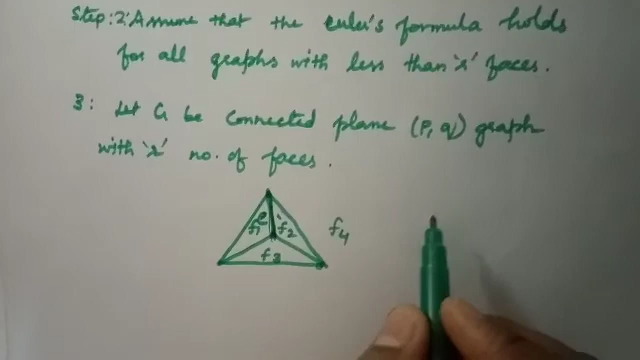 Step:2: Assume that the euler's formula holds
for all graphs with less than 'r' faces.
3: Let G be connected plane (p, q) graph
with 'r' no. of faces.
e
f1 f2 f4
f3